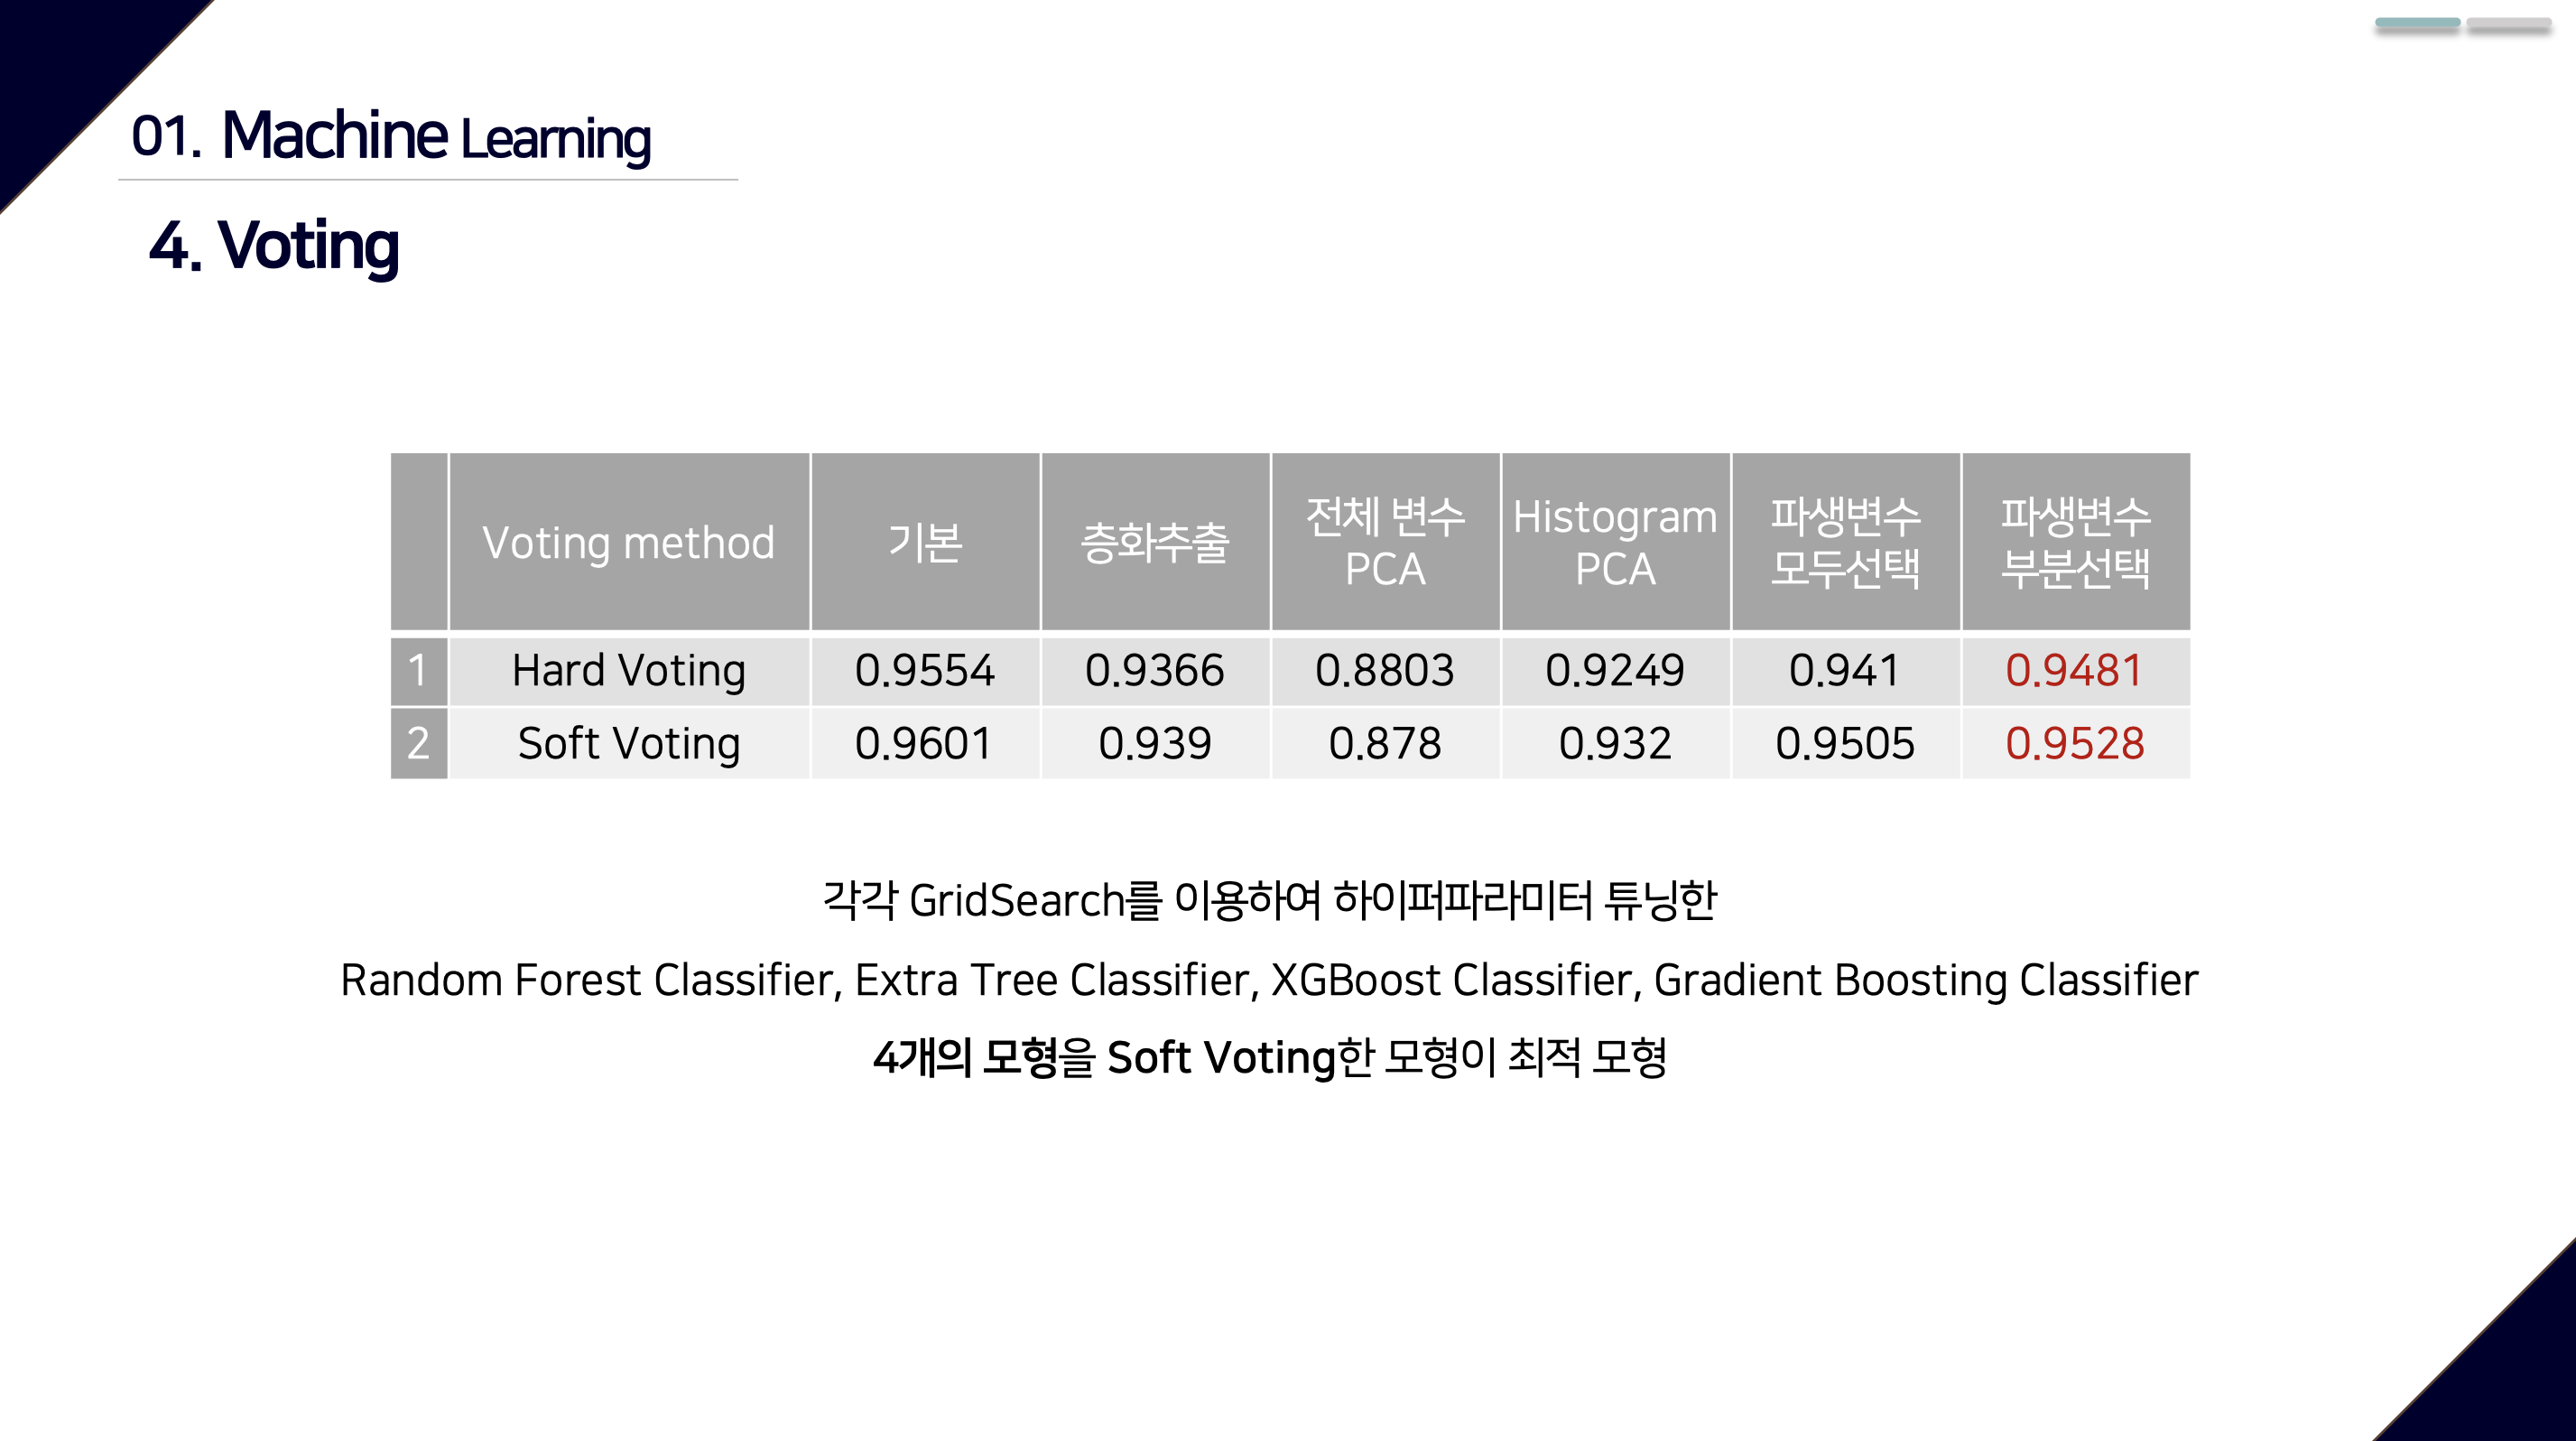 01. Machine Learning
4. Voting
Voting method 기본 층화추출 전체 변수 PCA Histogram PCA 파생변수 모두선택 파생변수 부분선택
1 Hard Voting 0.9554 0.9366 0.8803 0.9249 0.941 0.9481
2 Soft Voting 0.9601 0.939 0.878 0.932 0.9505 0.9528
각각 GridSearch를 이용하여 하이퍼파라미터 튜닝한
Random Forest Classifier, Extra Tree Classifier, XGBoost Classifier, Gradient Boosting Classifier
4개의 모형을 Soft Voting한 모형이 최적 모형